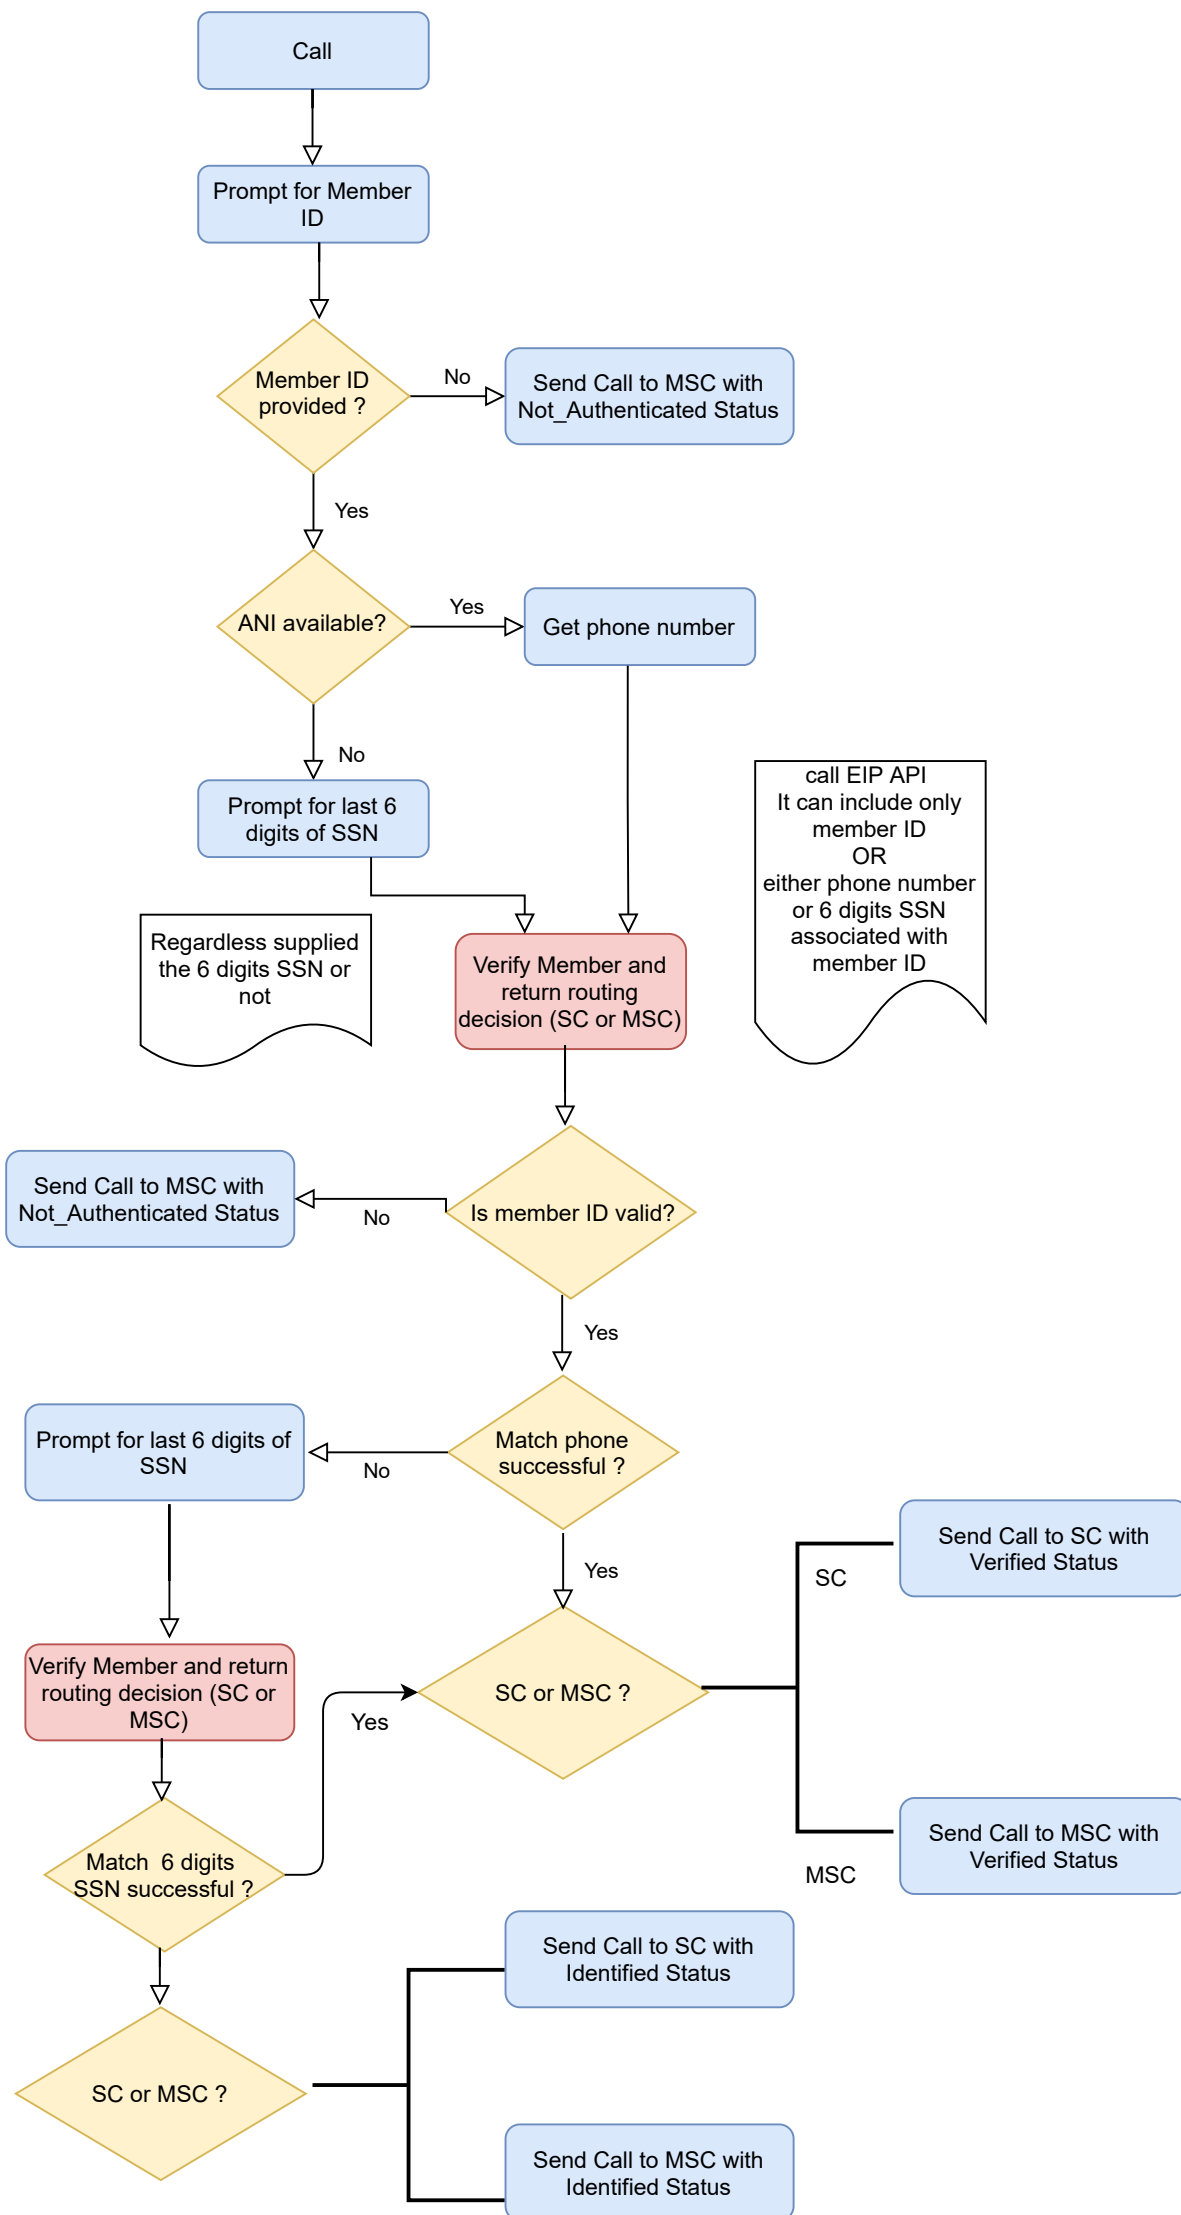 Call
Prompt for Member
ID
Member ID
provided ?
No
Send Call to MSC with
Not_Authenticated Status
Yes
ANI available?
Yes
Get phone number
No
Prompt for last 6
digits of SSN
call EIP API
It can include only
member ID
OR
either phone number
or 6 digits SSN
associated with
member ID
Regardless supplied
the 6 digits SSN or
not
Verify Member and
return routing
decision (SC or MSC)
Send Call to MSC with
Not_Authenticated Status
No
Is member ID valid?
Yes
Prompt for last 6 digits of
SSN
No
Match phone
successful ?
Yes
Send Call to SC with
Verified Status
SC
Verify Member and return
routing decision (SC or
MSC)
Yes
SC or MSC ?
Send Call to MSC with
Verified Status
MSC
Match  6 digits
SSN successful ?
Send Call to SC with
Identified Status
SC or MSC ?
Send Call to MSC with
Identified Status